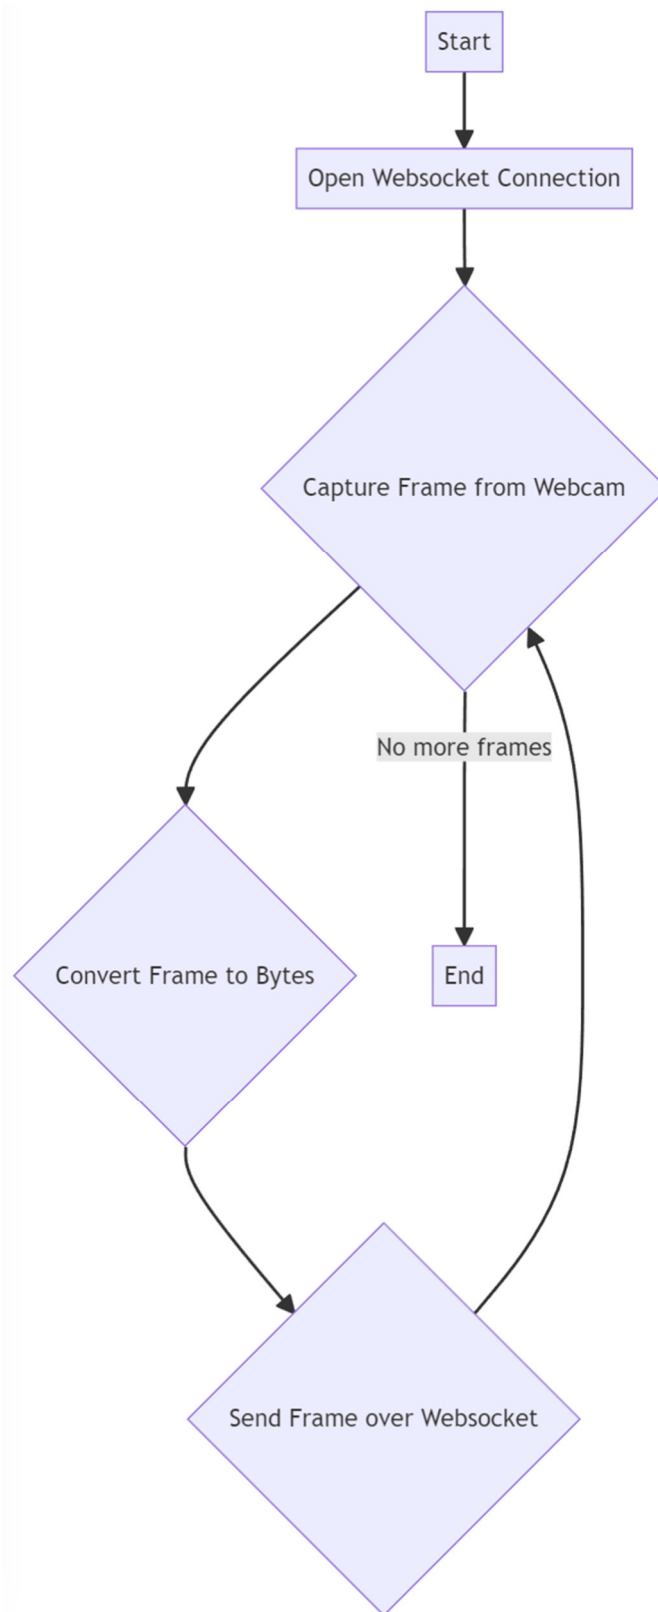 Start
Open Websocket Connection
Capture Frame from Webcam
No more frames
Convert Frame to Bytes
End
Send Frame over Websocket